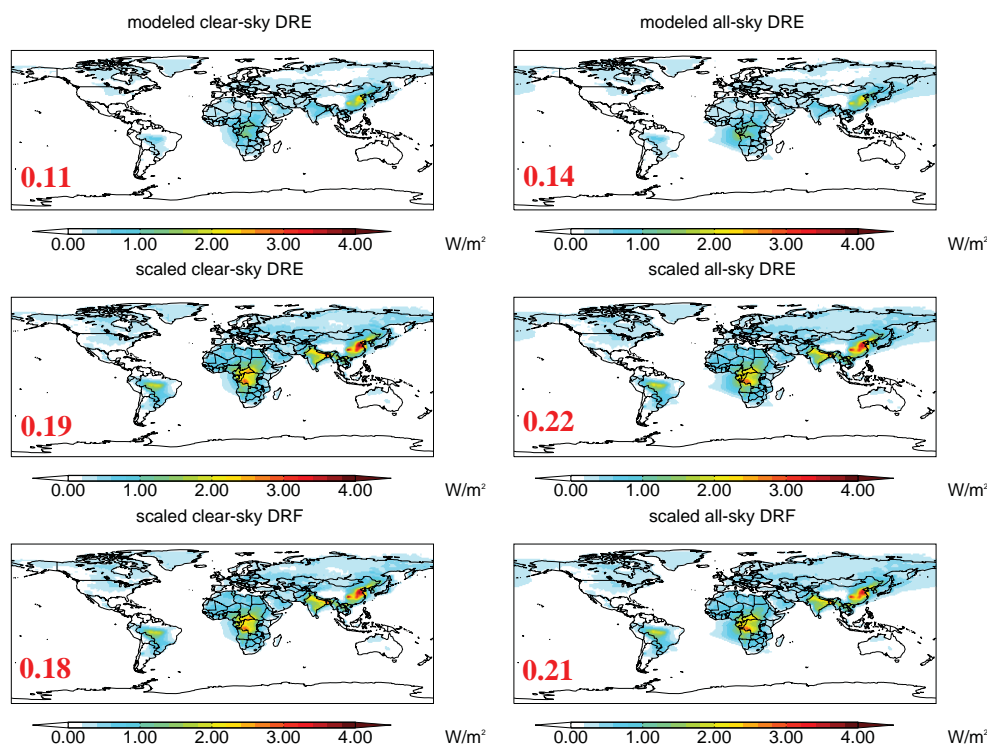 modeled clear-sky DRE
modeled all-sky DRE
0.11
0.14
0.00 1.00 2.00 3.00 4.00 W/m²
0.00 1.00 2.00 3.00 4.00 W/m²
scaled clear-sky DRE
scaled all-sky DRE
0.19
0.22
0.00 1.00 2.00 3.00 4.00 W/m²
0.00 1.00 2.00 3.00 4.00 W/m²
scaled clear-sky DRF
scaled all-sky DRF
0.18
0.21
0.00 1.00 2.00 3.00 4.00 W/m²
0.00 1.00 2.00 3.00 4.00 W/m²